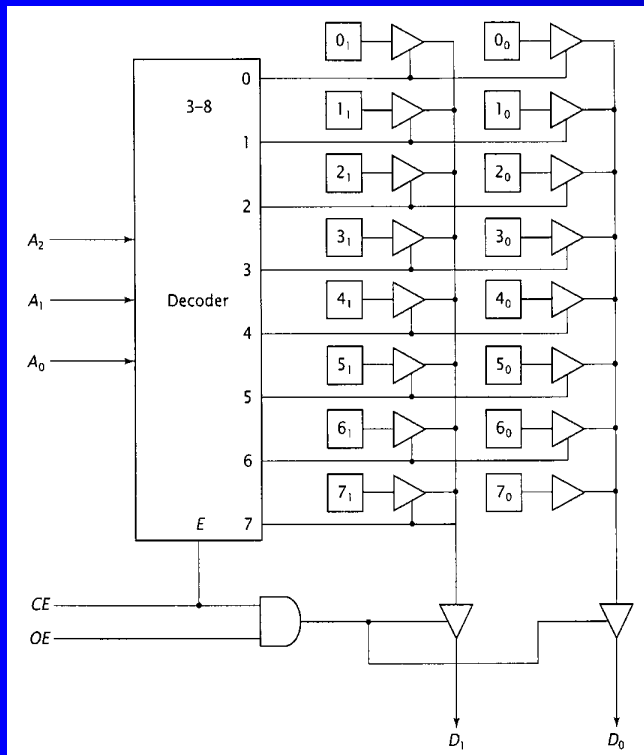 0₁ 0₀
0
3–8
1₁ 1₀
1
2₁ 2₀
2
3₁ 3₀
A₂
3
4₁ 4₀
A₁ Decoder
4
5₁ 5₀
A₀
5
6₁ 6₀
6
7₁ 7₀
E 7
CE
OE
D₁ D₀